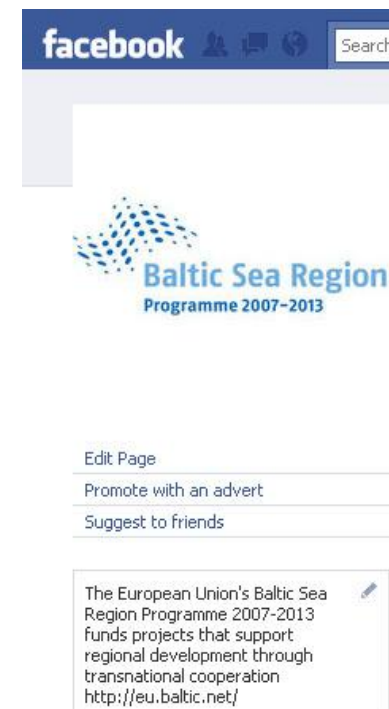 facebook
Search
Baltic Sea Region
Programme 2007-2013
Edit Page
Promote with an advert
Suggest to friends
The European Union's Baltic Sea
Region Programme 2007-2013
funds projects that support
regional development through
transnational cooperation
http://eu.baltic.net/